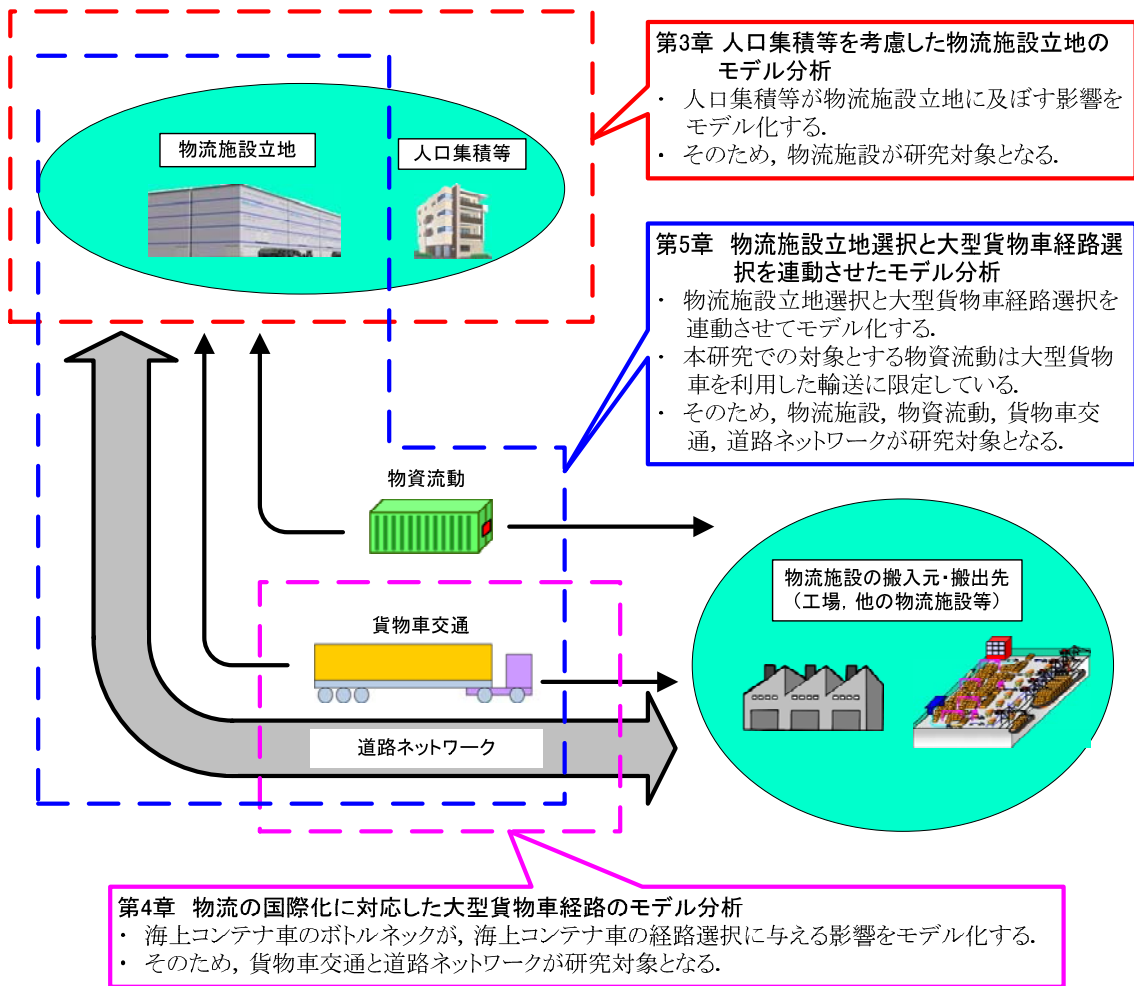 第3章 人口集積等を考慮した物流施設立地の
モデル分析
・ 人口集積等が物流施設立地に及ぼす影響を
モデル化する.
・ そのため, 物流施設が研究対象となる.
物流施設立地
人口集積等
第5章 物流施設立地選択と大型貨物車経路選
択を連動させたモデル分析
・ 物流施設立地選択と大型貨物車経路選択を
連動させてモデル化する.
・ 本研究での対象とする物資流動は大型貨物
車を利用した輸送に限定している.
・ そのため, 物流施設, 物資流動, 貨物車交
通, 道路ネットワークが研究対象となる.
物資流動
物流施設の搬入元・搬出先
（工場, 他の物流施設等）
貨物車交通
道路ネットワーク
第4章 物流の国際化に対応した大型貨物車経路のモデル分析
・ 海上コンテナ車のボトルネックが, 海上コンテナ車の経路選択に与える影響をモデル化する.
・ そのため, 貨物車交通と道路ネットワークが研究対象となる.